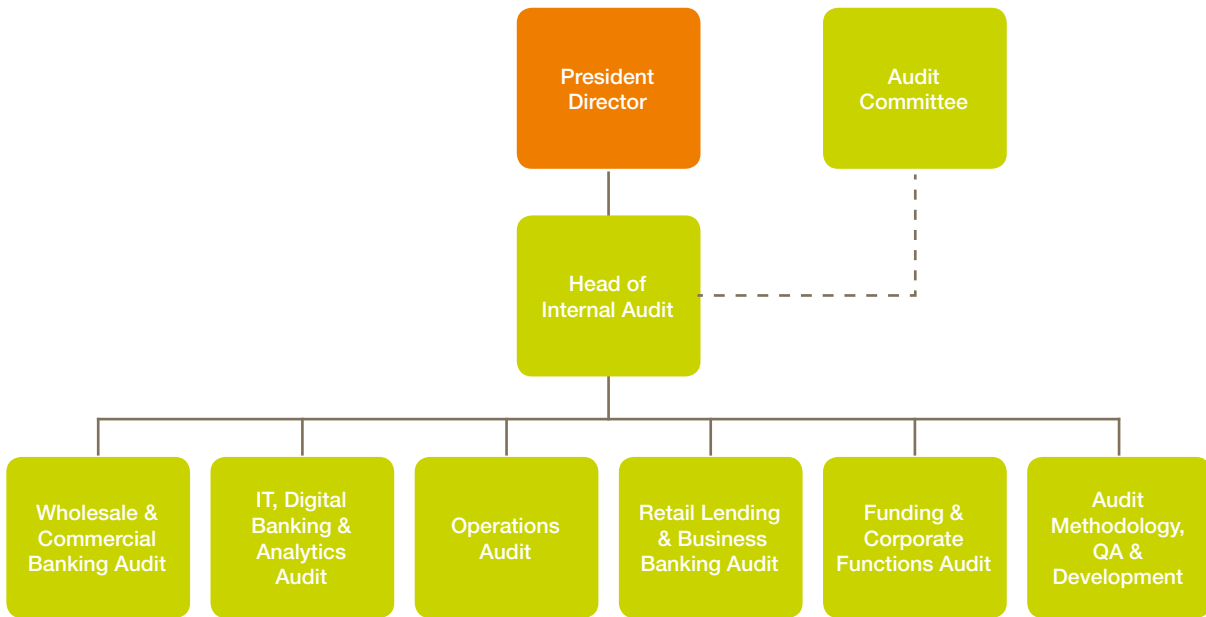 President
Director
Audit
Committee
Head of
Internal Audit
Wholesale &
Commercial
Banking Audit
IT, Digital
Banking &
Analytics
Audit
Operations
Audit
Retail Lending
& Business
Banking Audit
Funding &
Corporate
Functions Audit
Audit
Methodology,
QA &
Development